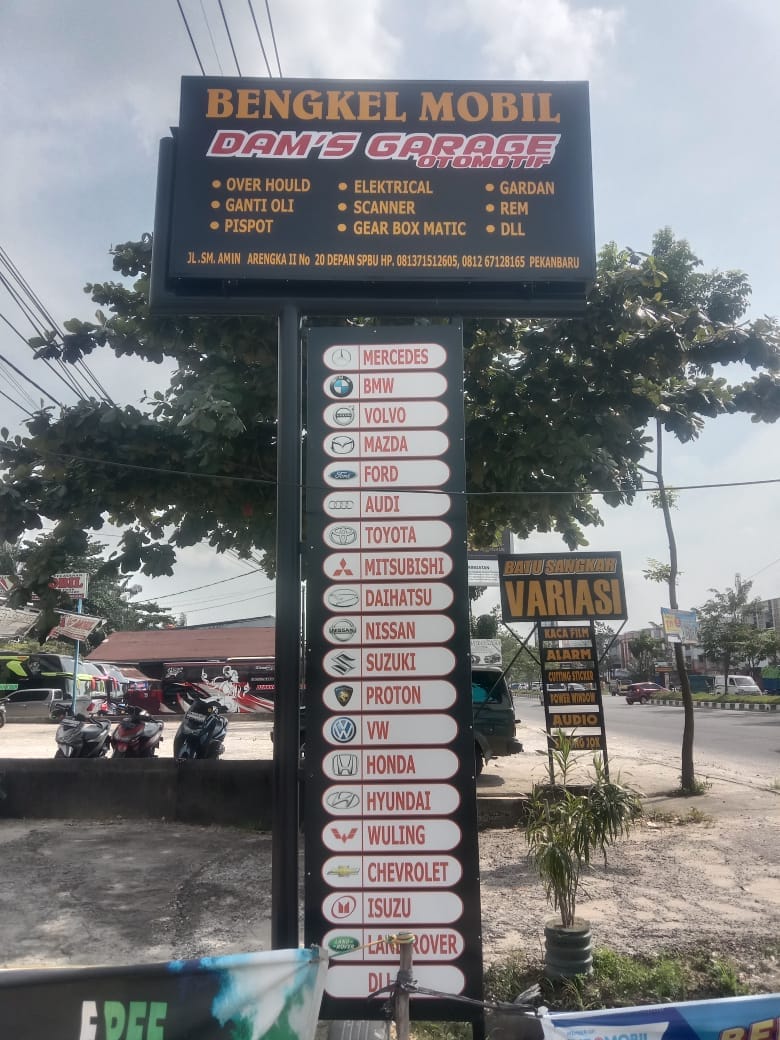 BENGKEL MOBIL
DAM'S GARAGE
OTOMOTIF
• OVER HOULD
• GANTI OLI
• PISPOT
• ELEKTRICAL
• SCANNER
• GEAR BOX MATIC
• GARDAN
• REM
• DLL
JL .SM. AMIN ARENGKA II No 20 DEPAN SPBU HP. 081371512605, 0812 67128165 PEKANBARU
MERCEDES
BMW
VOLVO
MAZDA
Ford FORD
AUDI
TOYOTA
MITSUBISHI
DAIHATSU
NISSAN NISSAN
SUZUKI
PROTON
VW
HONDA
HYUNDAI
WULING
CHEVROLET
ISUZU
LAND ROVER
DLL
BATU SANGKAR
VARIASI
KACA FILM
ALARM
CUTTING STICKER
POWER WINDOW
AUDIO
JOK
FREE